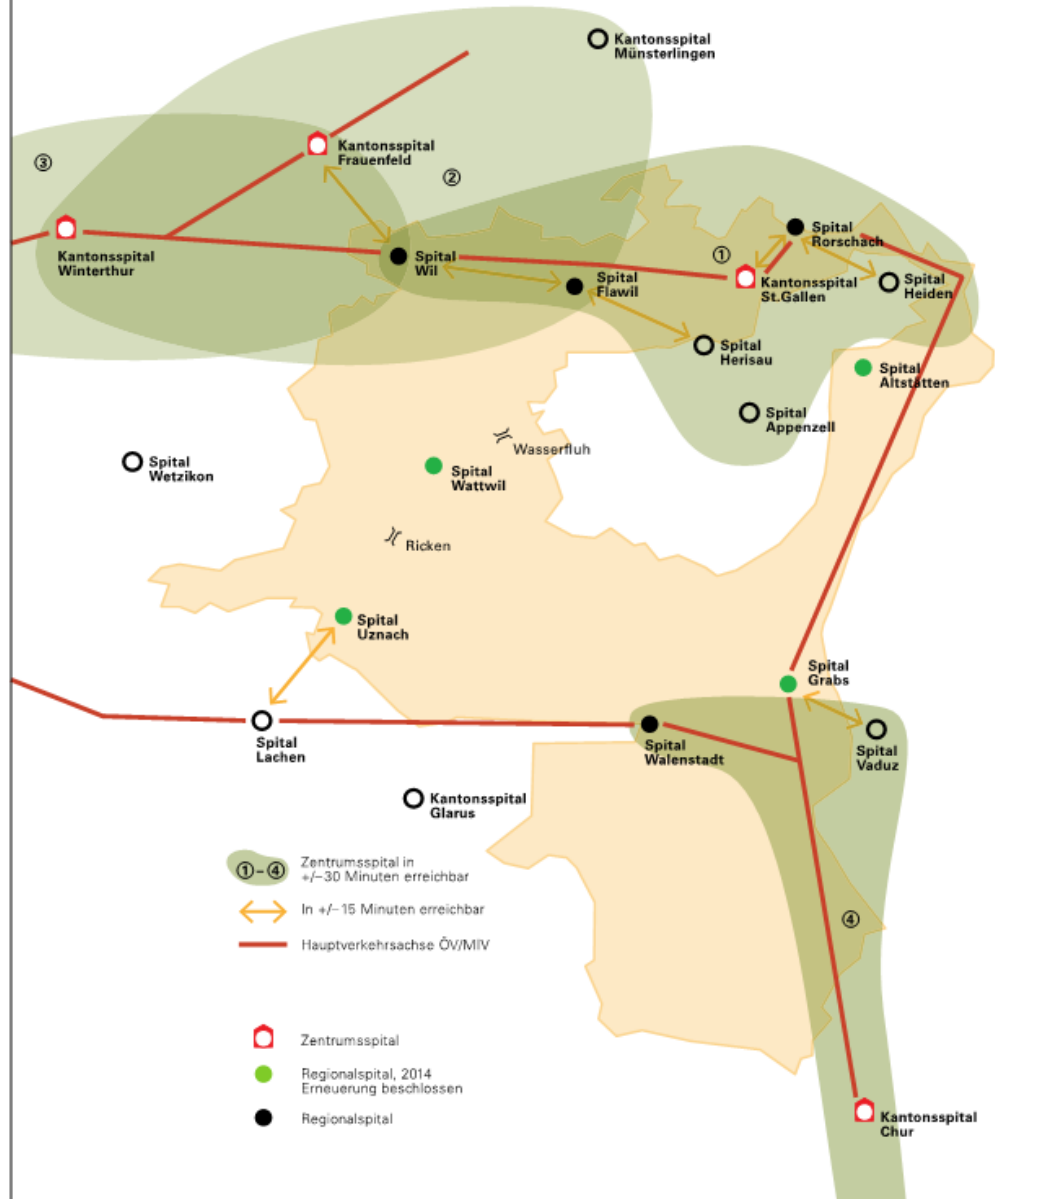 Kantonsspital
Münsterlingen
Kantonsspital
Frauenfeld
③
②
Kantonsspital
Winterthur
Spital
Wil
Spital
Flawil
①
Spital
Rorschach
Kantonsspital
St.Gallen
Spital
Heiden
Spital
Herisau
Spital
Altstätten
Spital
Appenzell
Wasserfluh
Spital
Wetzikon
Spital
Wattwil
Ricken
Spital
Uznach
Spital
Grabs
Spital
Lachen
Spital
Walenstadt
Spital
Vaduz
Kantonsspital
Glarus
①–④
Zentrumsspital in
+/–30 Minuten erreichbar
In +/–15 Minuten erreichbar
Hauptverkehrsachse ÖV/MIV
④
Zentrumsspital
Regionalspital, 2014
Erneuerung beschlossen
Regionalspital
Kantonsspital
Chur